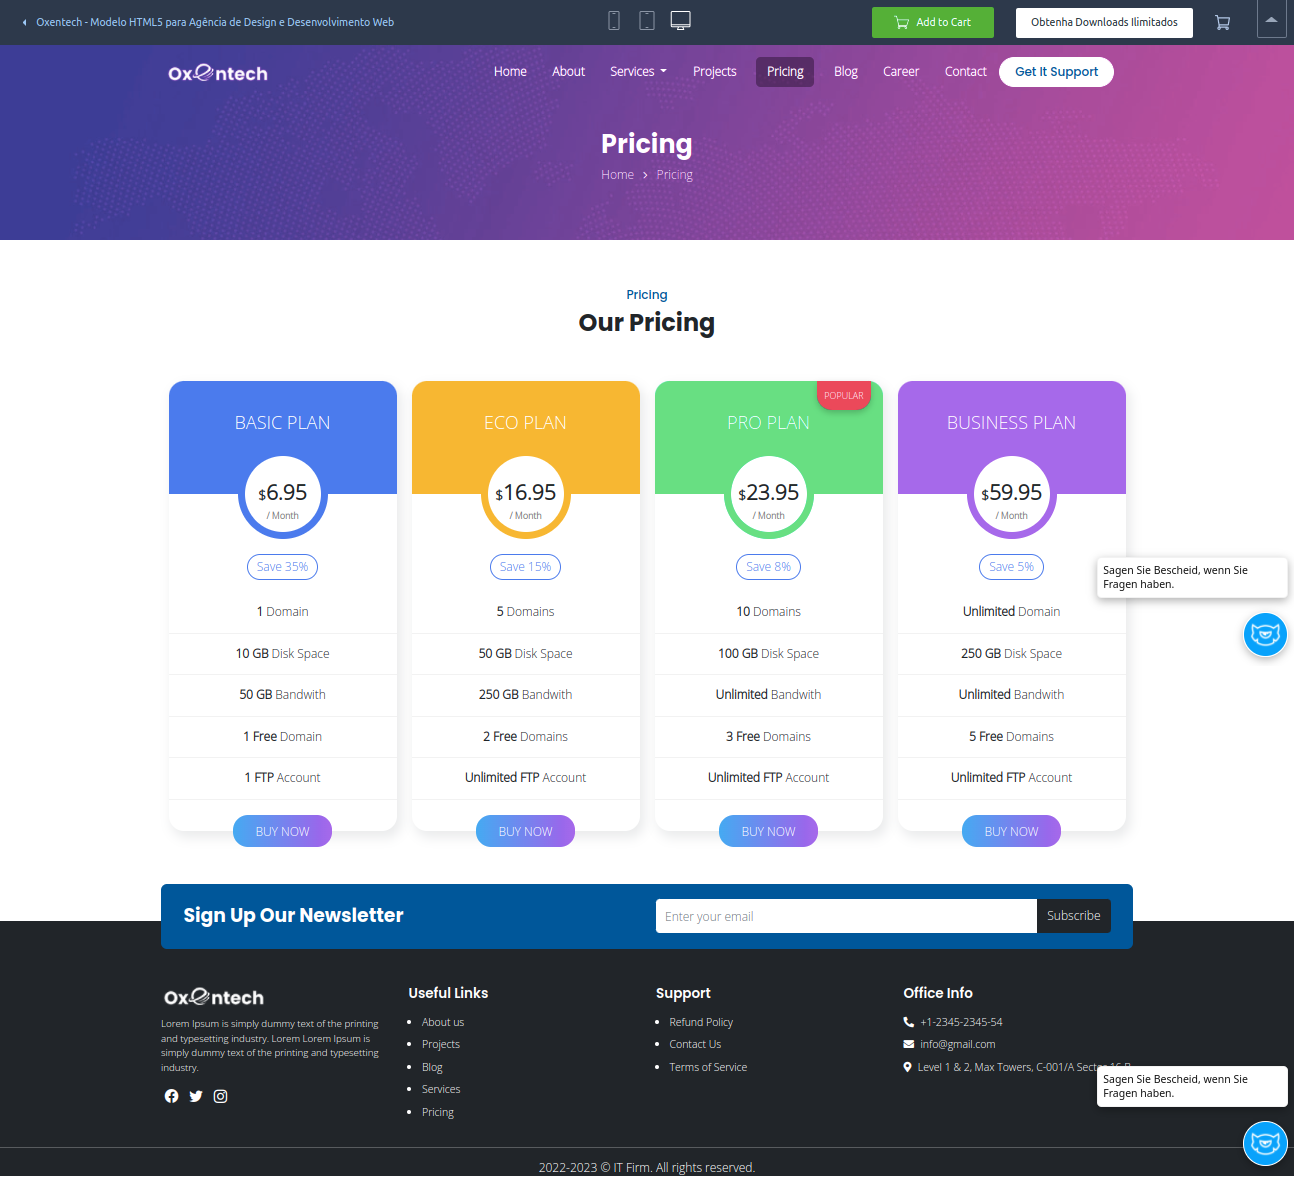 Oxentech - Modelo HTML5 para Agência de Design e Desenvolvimento Web
Add to Cart
Obtenha Downloads Ilimitados
Oxentech
Home
About
Services
Projects
Pricing
Blog
Career
Contact
Get It Support
Pricing
Home
Pricing
Pricing
Our Pricing
BASIC PLAN
$6.95
/ Month
Save 35%
1 Domain
10 GB Disk Space
50 GB Bandwith
1 Free Domain
1 FTP Account
BUY NOW
ECO PLAN
$16.95
/ Month
Save 15%
5 Domains
50 GB Disk Space
250 GB Bandwith
2 Free Domains
Unlimited FTP Account
BUY NOW
POPULAR
PRO PLAN
$23.95
/ Month
Save 8%
10 Domains
100 GB Disk Space
Unlimited Bandwith
3 Free Domains
Unlimited FTP Account
BUY NOW
BUSINESS PLAN
$59.95
/ Month
Save 5%
Unlimited Domain
250 GB Disk Space
Unlimited Bandwith
5 Free Domains
Unlimited FTP Account
BUY NOW
Sagen Sie Bescheid, wenn Sie
Fragen haben.
Sign Up Our Newsletter
Enter your email
Subscribe
Oxentech
Lorem Ipsum is simply dummy text of the printing
and typesetting industry. Lorem Lorem Ipsum is
simply dummy text of the printing and typesetting
industry.
Useful Links
About us
Projects
Blog
Services
Pricing
Support
Refund Policy
Contact Us
Terms of Service
Office Info
+1-2345-2345-54
info@gmail.com
Level 1 & 2, Max Towers, C-001/A
Sagen Sie Bescheid, wenn Sie
Fragen haben.
2022-2023 © IT Firm. All rights reserved.